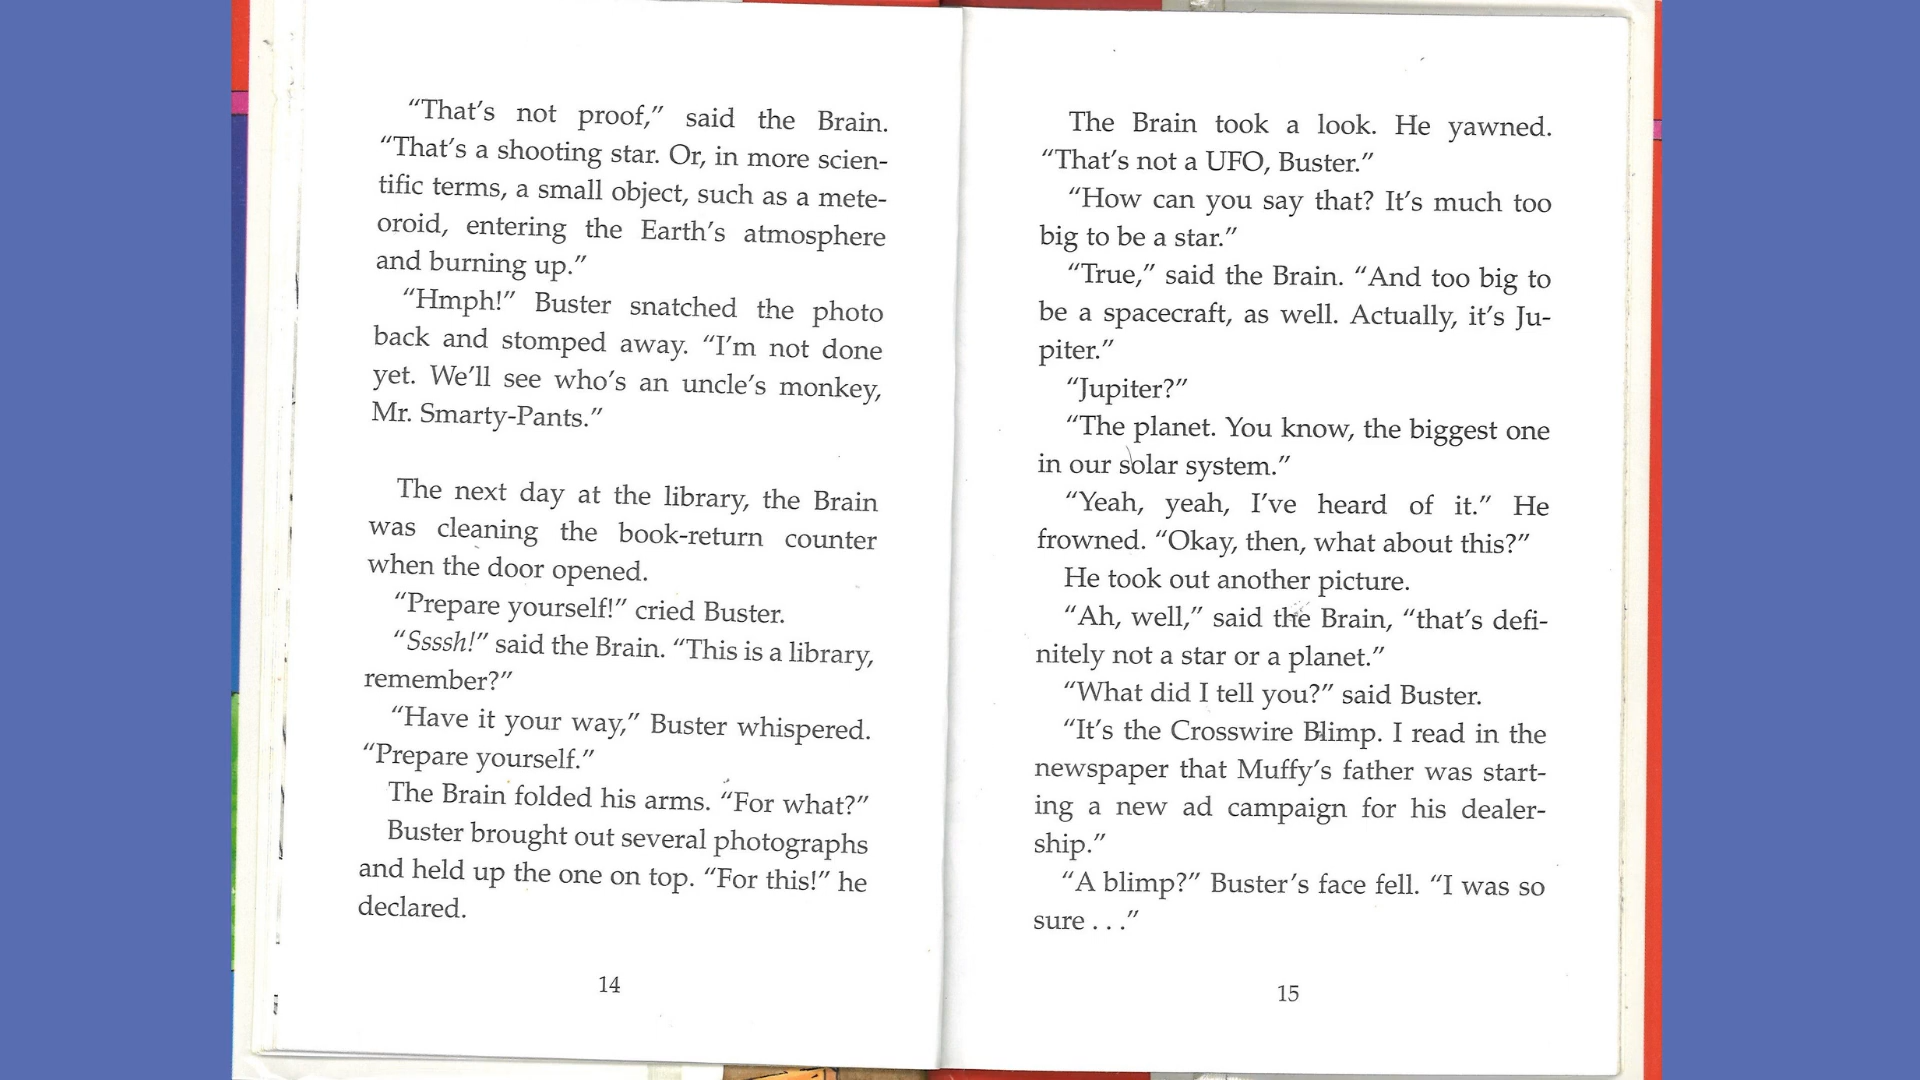 “That’s not proof,” said the Brain.
“That’s a shooting star. Or, in more scien-
tific terms, a small object, such as a mete-
oroid, entering the Earth’s atmosphere
and burning up.”
“Hmph!” Buster snatched the photo
back and stomped away. “I’m not done
yet. We’ll see who’s an uncle’s monkey,
Mr. Smarty-Pants.”
The next day at the library, the Brain
was cleaning the book-return counter
when the door opened.
“Prepare yourself!” cried Buster.
“Ssssh!” said the Brain. “This is a library,
remember?”
“Have it your way,” Buster whispered.
“Prepare yourself.”
The Brain folded his arms. “For what?”
Buster brought out several photographs
and held up the one on top. “For this!” he
declared.
14
The Brain took a look. He yawned.
“That’s not a UFO, Buster.”
“How can you say that? It’s much too
big to be a star.”
“True,” said the Brain. “And too big to
be a spacecraft, as well. Actually, it’s Ju-
piter.”
“Jupiter?”
“The planet. You know, the biggest one
in our solar system.”
“Yeah, yeah, I’ve heard of it.” He
frowned. “Okay, then, what about this?”
He took out another picture.
“Ah, well,” said the Brain, “that’s defi-
nitely not a star or a planet.”
“What did I tell you?” said Buster.
“It’s the Crosswire Blimp. I read in the
newspaper that Muffy’s father was start-
ing a new ad campaign for his dealer-
ship.”
“A blimp?” Buster’s face fell. “I was so
sure . . .”
15